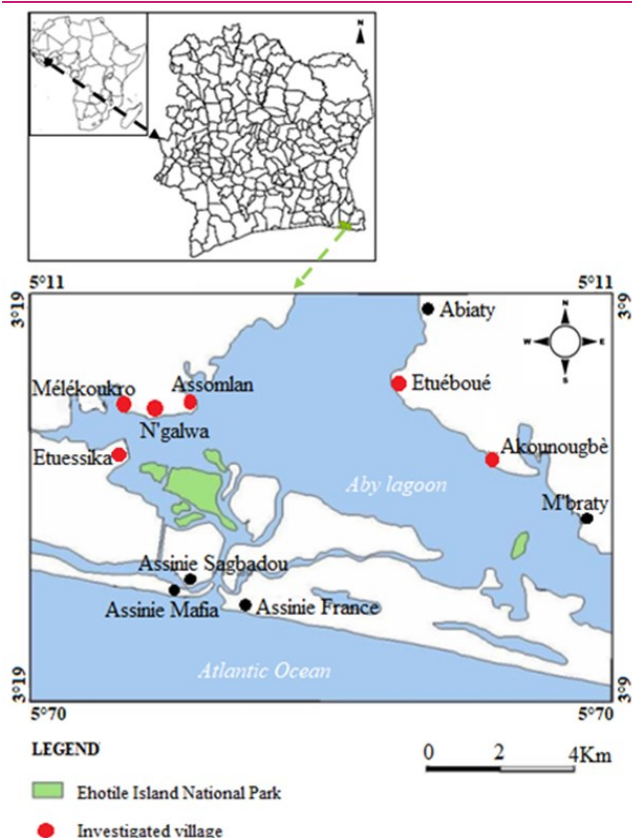 N
5°11 5°11
3°19 3°9
Abiaty
N
W E
S
Mélékoukro Assomlan Etuéboué
N'galwa
Etuessika Akounougbè
Aby lagoon
M'braty
Assinie Sagbadou
Assinie Mafia Assinie France
Atlantic Ocean
3°19 3°9
5°70 5°70
LEGEND
0 2 4Km
Ehotile Island National Park
Investigated village